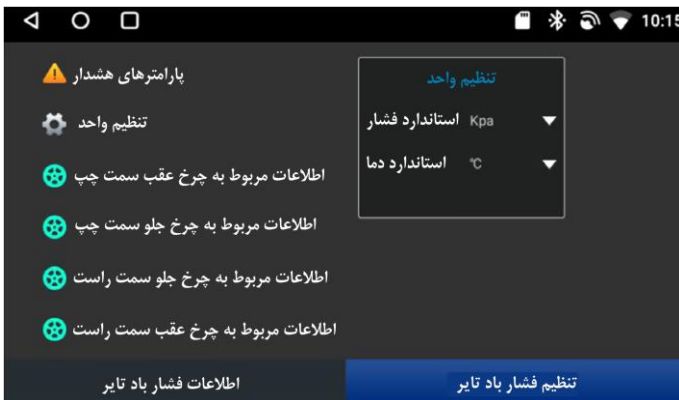 10:15
پارامترهای هشدار
تنظیم واحد
اطلاعات مربوط به چرخ عقب سمت چپ
اطلاعات مربوط به چرخ جلو سمت چپ
اطلاعات مربوط به چرخ جلو سمت راست
اطلاعات مربوط به چرخ عقب سمت راست
تنظیم واحد
استاندارد فشار Kpa
استاندارد دما °C
اطلاعات فشار باد تایر
تنظیم فشار باد تایر